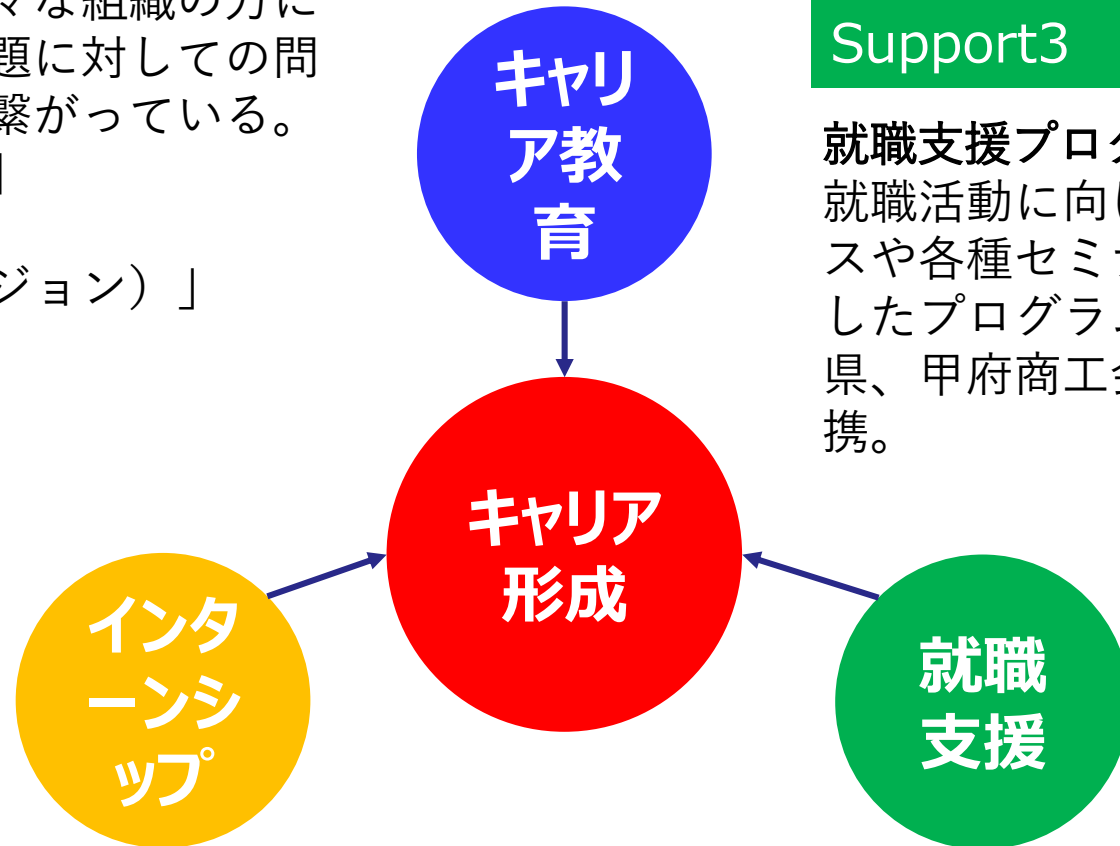 々な組織の方に
題に対しての問
繋がっている。
ジョン）」
キャリ
ア教
育
Support3
就職支援プログ
就職活動に向け
スや各種セミナ
したプログラム
県、甲府商工会
携。
キャリア
形成
インタ
ーンシ
ップ
就職
支援